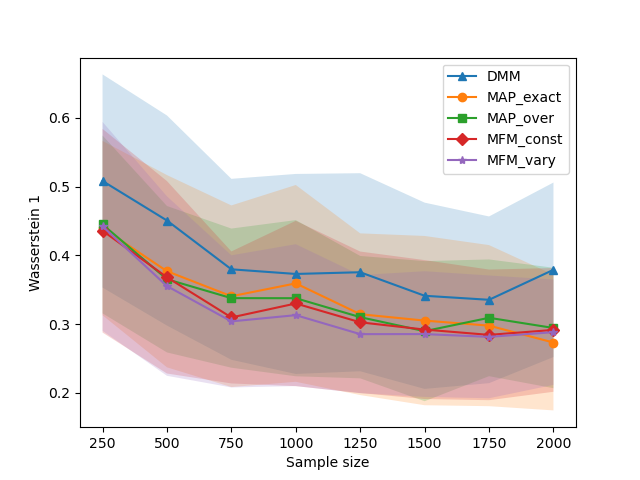 DMM
MAP_exact
MAP_over
MFM_const
MFM_vary
Wasserstein 1
0.6
0.5
0.4
0.3
0.2
250 500 750 1000 1250 1500 1750 2000
Sample size